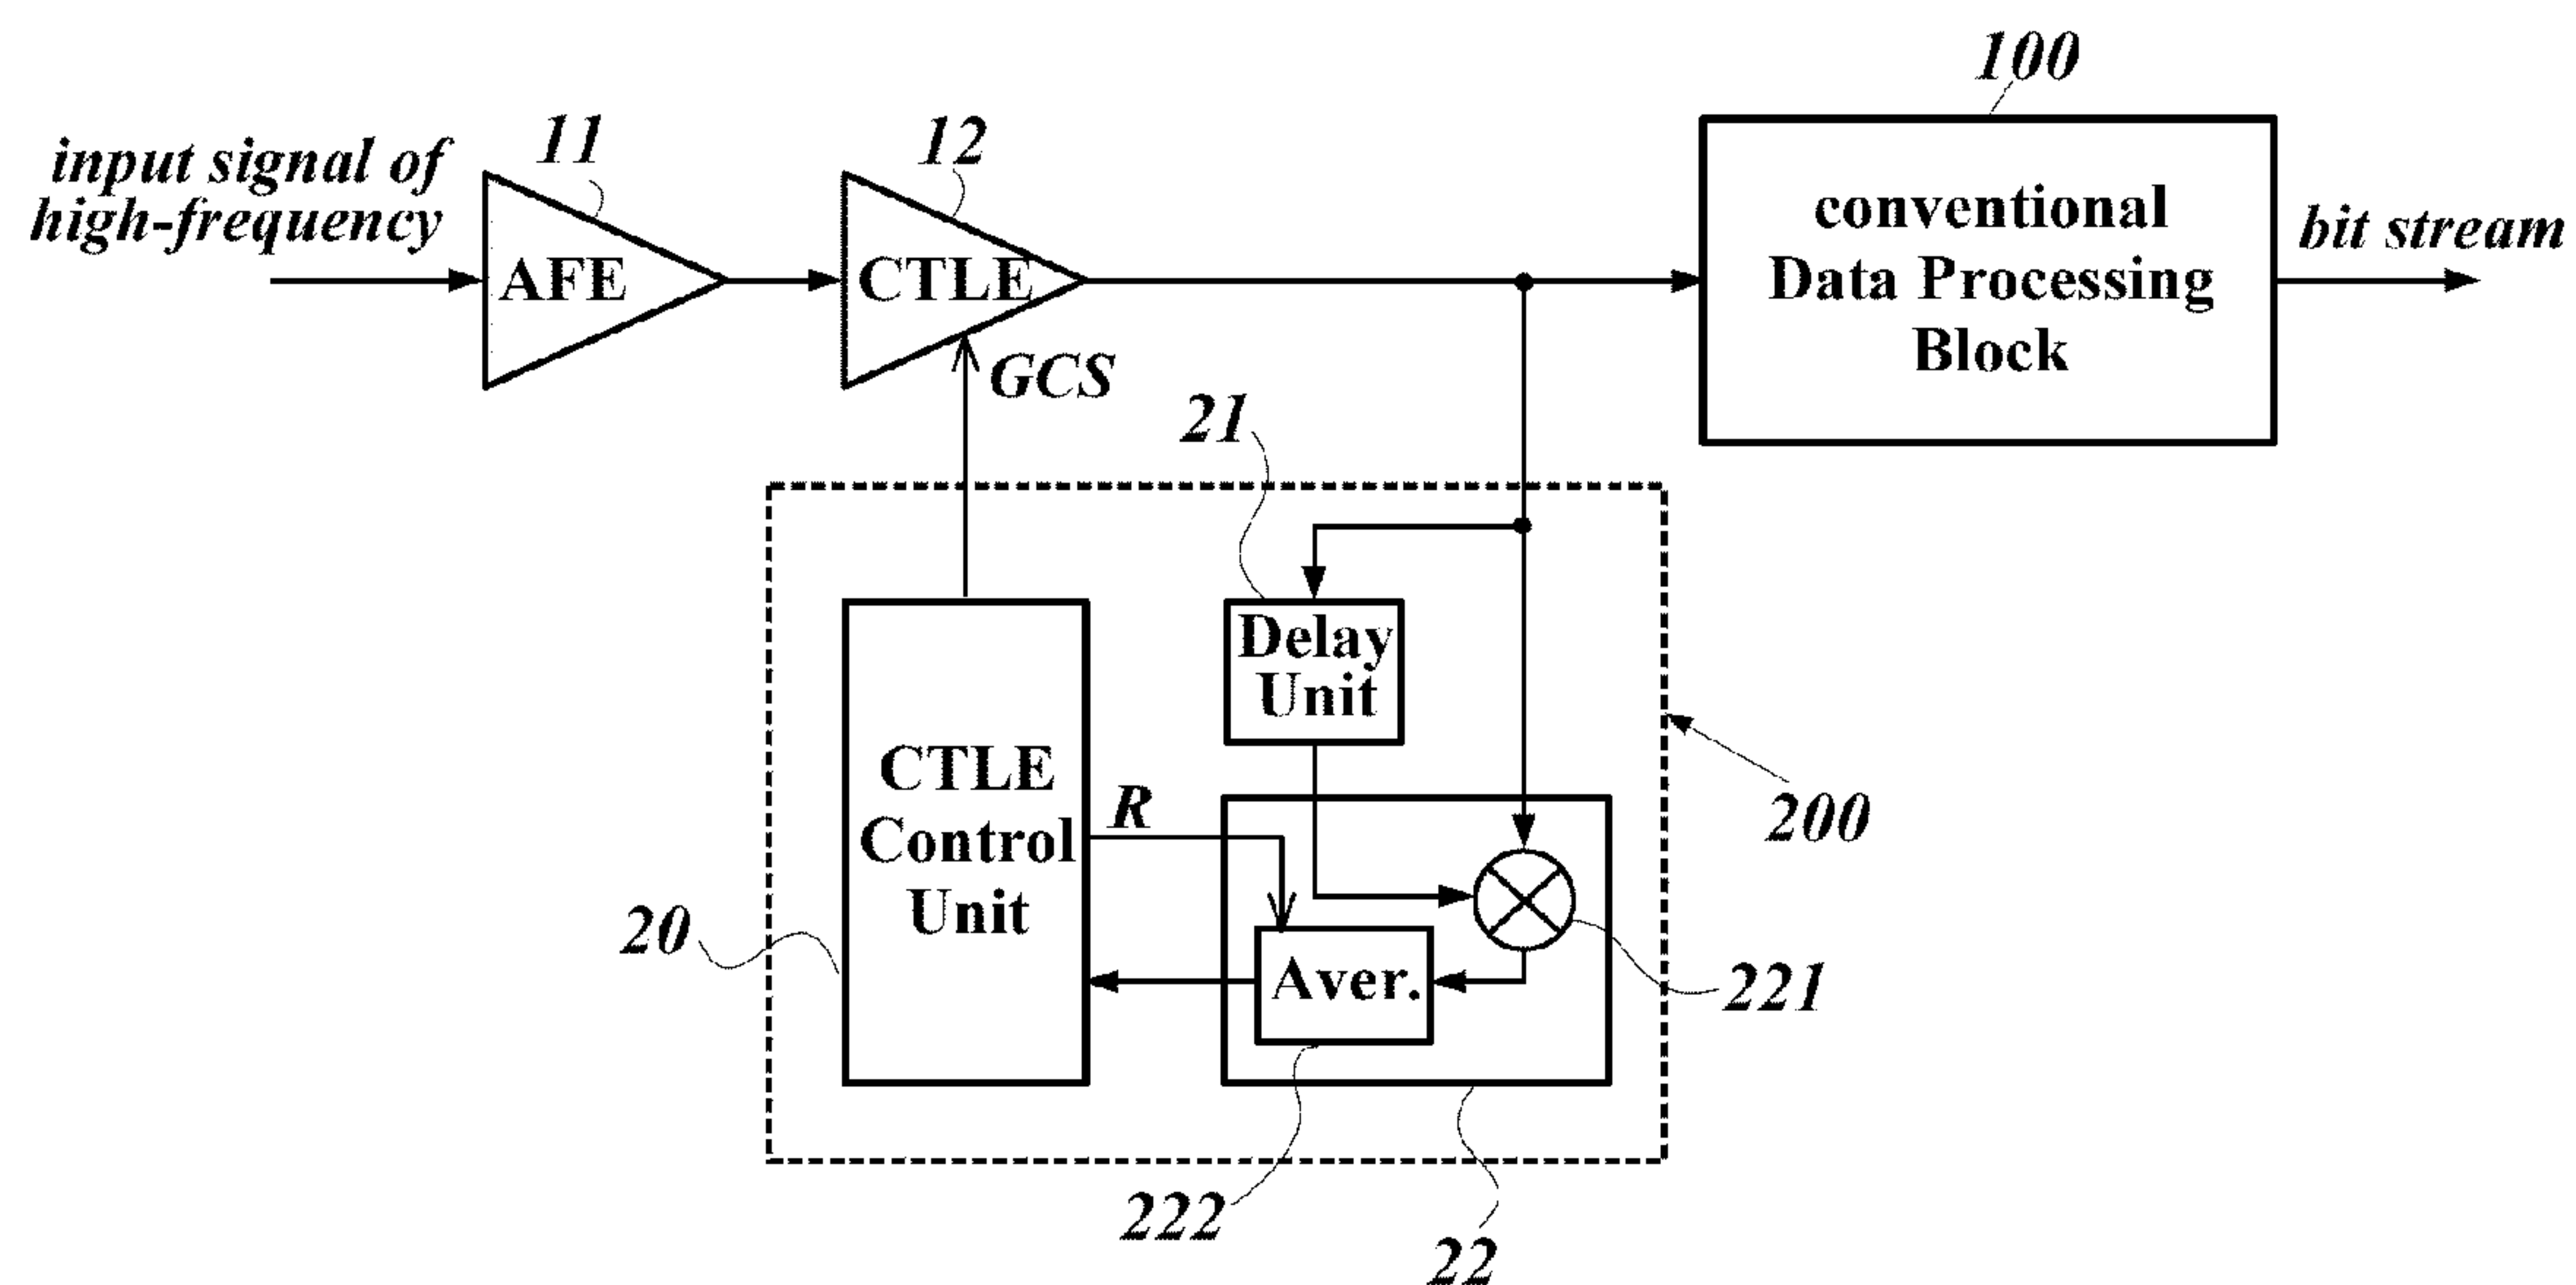 100
11
12
input signal of
high-frequency
conventional
Data Processing
Block
bit stream
AFE
CTLE
GCS
21
Delay
Unit
CTLE
Control
Unit
R
200
20
Aver.
221
222
22